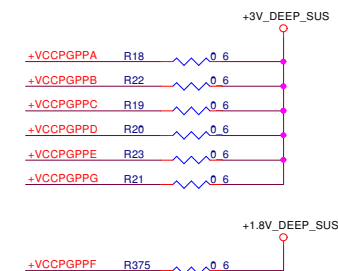 +3V_DEEP_SUS
+VCCPGPPA R18 0_6
+VCCPGPPB R22 0_6
+VCCPGPPC R19 0_6
+VCCPGPPD R20 0_6
+VCCPGPPE R23 0_6
+VCCPGPPG R21 0_6
+1.8V_DEEP_SUS
+VCCPGPPF R375 0_6